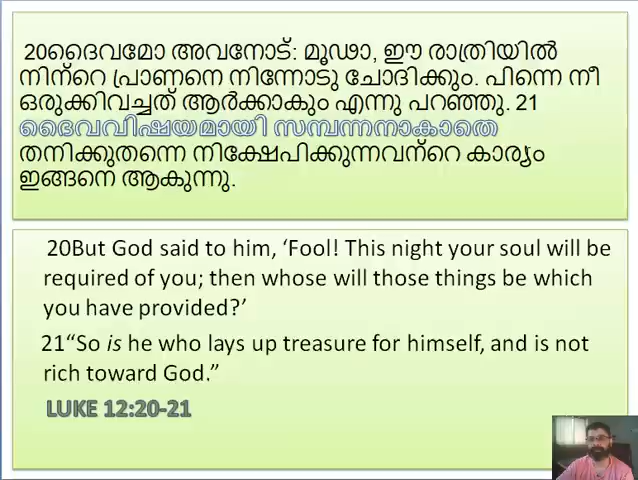 20ദൈവമോ അവനോട്: മൂഢാ, ഈ രാത്രിയിൽ
നിന്റെ പ്രാണനെ നിന്നോടു ചോദിക്കും. പിന്നെ നീ
ഒരുക്കിവച്ചത് ആർക്കാകും എന്നു പറഞ്ഞു. 21
ദൈവവിഷയമായി സമ്പന്നനാകാതെ
തനിക്കുതന്നെ നിക്ഷേപിക്കുന്നവന്റെ കാര്യം
ഇങ്ങനെ ആകുന്നു.
20But God said to him, ‘Fool! This night your soul will be
required of you; then whose will those things be which
you have provided?’
21“So is he who lays up treasure for himself, and is not
rich toward God.”
LUKE 12:20-21